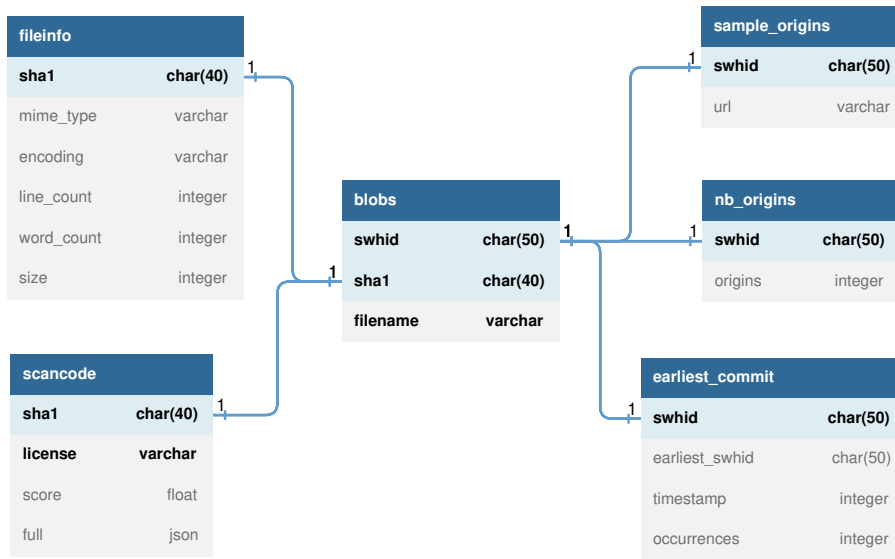 fileinfo
sha1 char(40)
mime_type varchar
encoding varchar
line_count integer
word_count integer
size integer
1
1
scancode
sha1 char(40)
license varchar
score float
full json
1
blobs
swhid char(50)
sha1 char(40)
filename varchar
1
sample_origins
swhid char(50)
url varchar
1
nb_origins
swhid char(50)
origins integer
1
earliest_commit
swhid char(50)
earliest_swhid char(50)
timestamp integer
occurrences integer
1